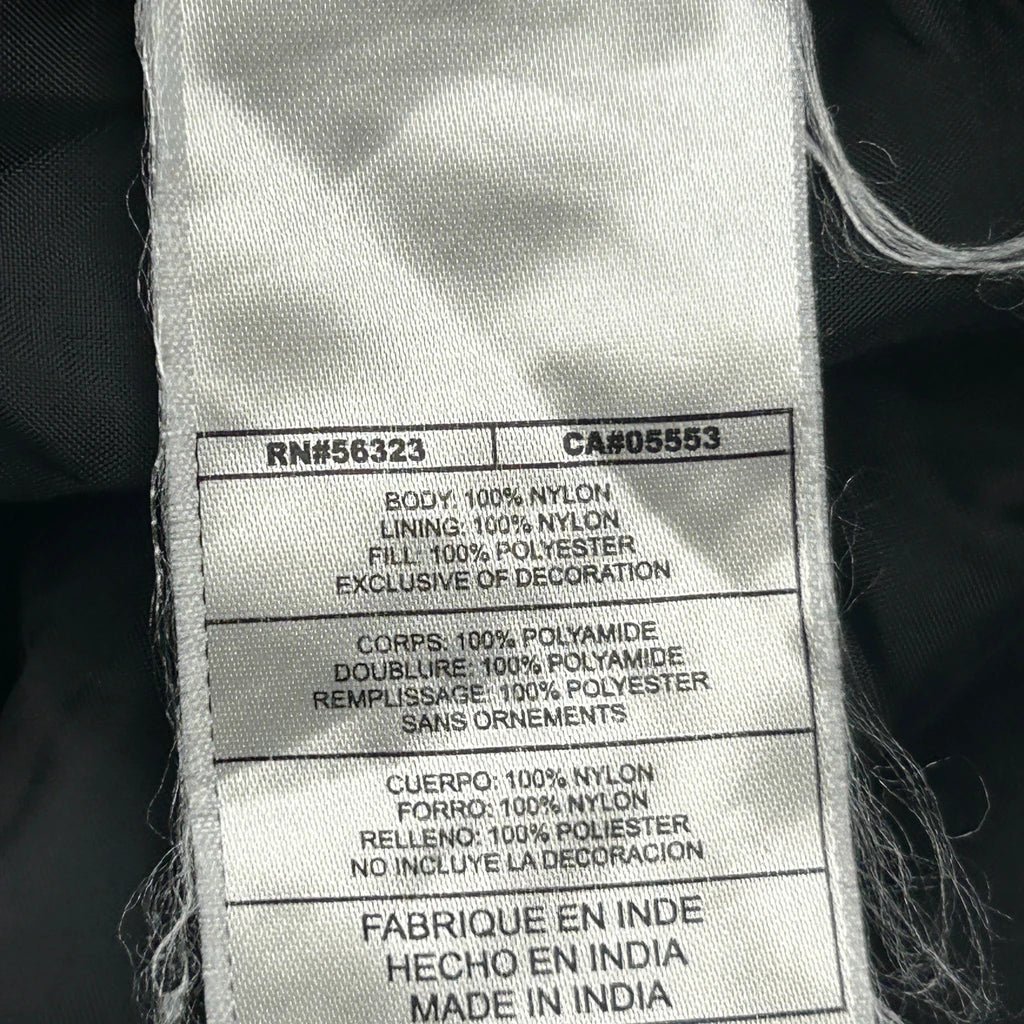 RN#56323 CA#05553
BODY: 100% NYLON
LINING: 100% NYLON
FILL: 100% POLYESTER
EXCLUSIVE OF DECORATION
CORPS: 100% POLYAMIDE
DOUBLURE: 100% POLYAMIDE
REMPLISSAGE: 100% POLYESTER
SANS ORNEMENTS
CUERPO: 100% NYLON
FORRO: 100% NYLON
RELLENO: 100% POLIESTER
NO INCLUYE LA DECORACION
FABRIQUE EN INDE
HECHO EN INDIA
MADE IN INDIA